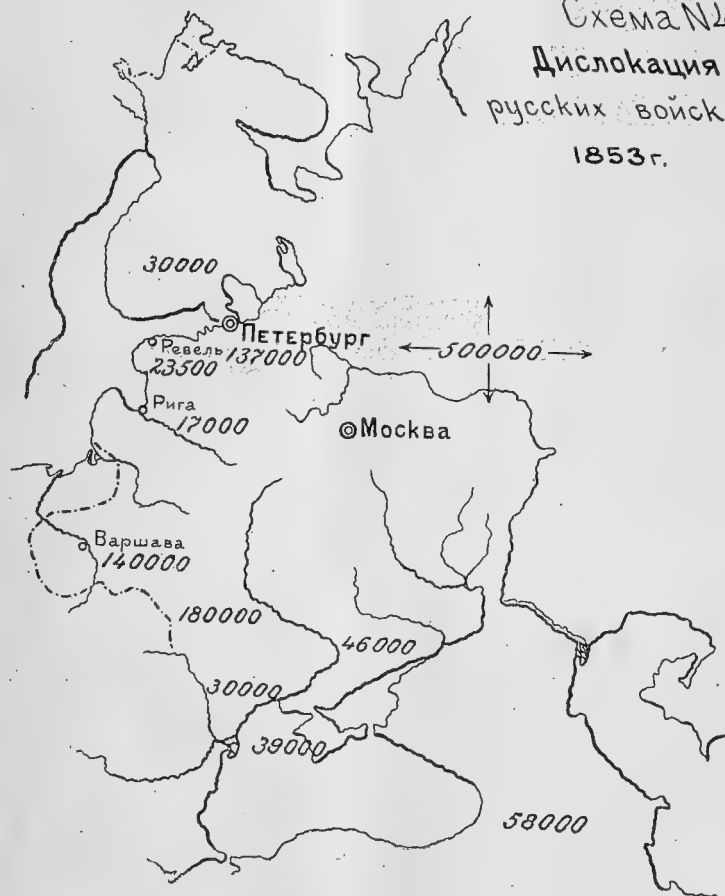 Схема №
Дислокация
русских войск
1853г.
30000
Петербург
Ревель 137000
23500
500000
Рига
17000
Москва
Варшава
140000
180000
46000
30000
39000
58000